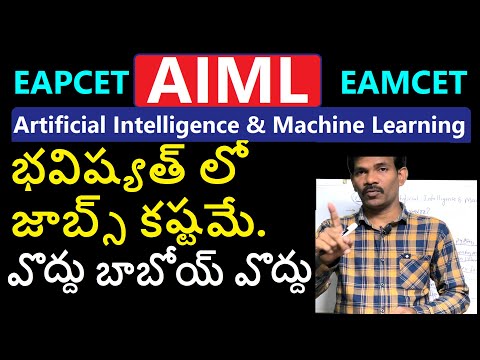 EAPCET AIML EAMCET
Artificial Intelligence & Machine Learning
భవిష్యత్ లో
జాబ్స్ కష్టమే.
వొద్దు బాబోయ్ వొద్దు